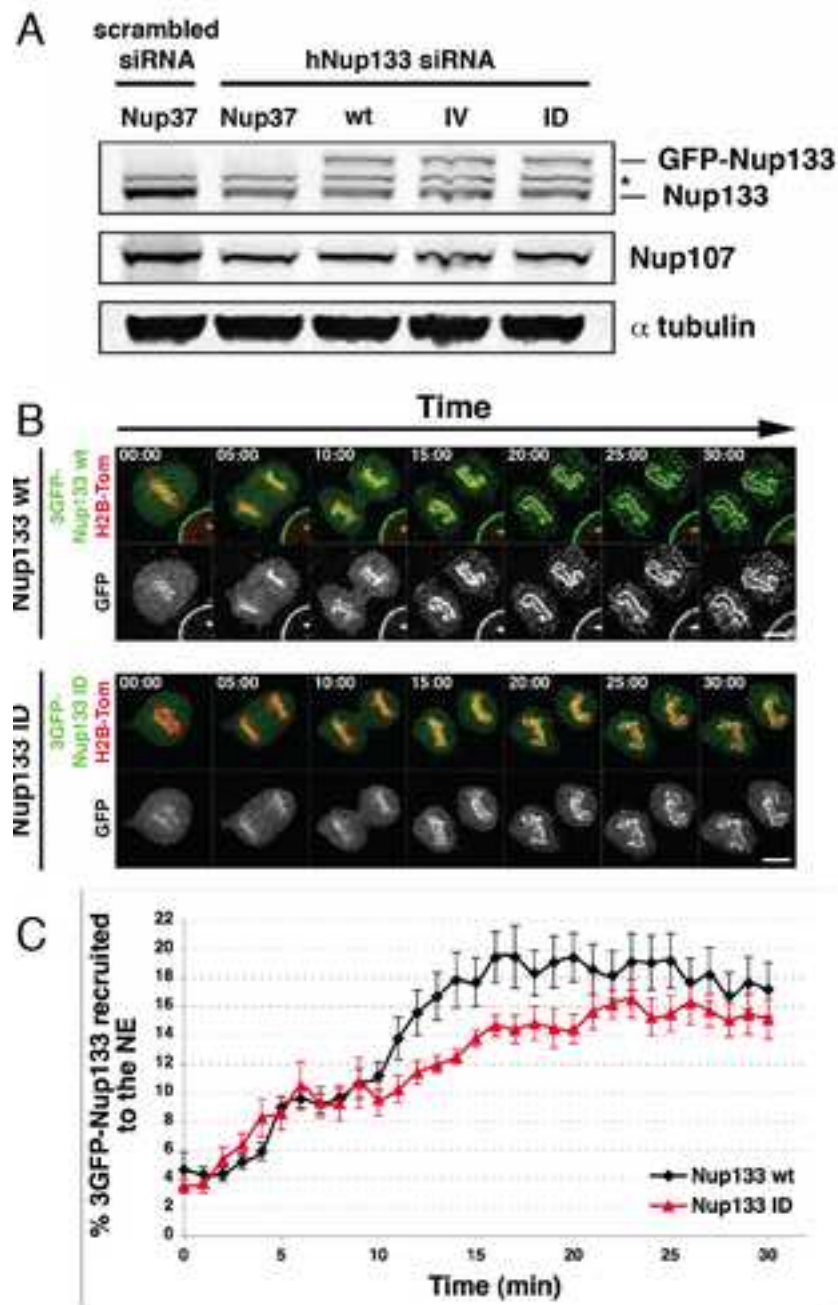 A
scrambled
siRNA
hNup133 siRNA
Nup37 Nup37 wt IV ID
GFP-Nup133
*
Nup133
Nup107
α tubulin
B
Time
Nup133 wt
3GFP-
Nup133 wt
H2B-Tom
00:00 05:00 10:00 15:00 20:00 25:00 30:00
GFP
Nup133 ID
3GFP-
Nup133 ID
H2B-Tom
00:00 05:00 10:00 15:00 20:00 25:00 30:00
GFP
C
% 3GFP-Nup133 recruited
to the NE
22
20
18
16
14
12
10
8
6
4
2
0
Nup133 wt
Nup133 ID
0 5 10 15 20 25 30
Time (min)